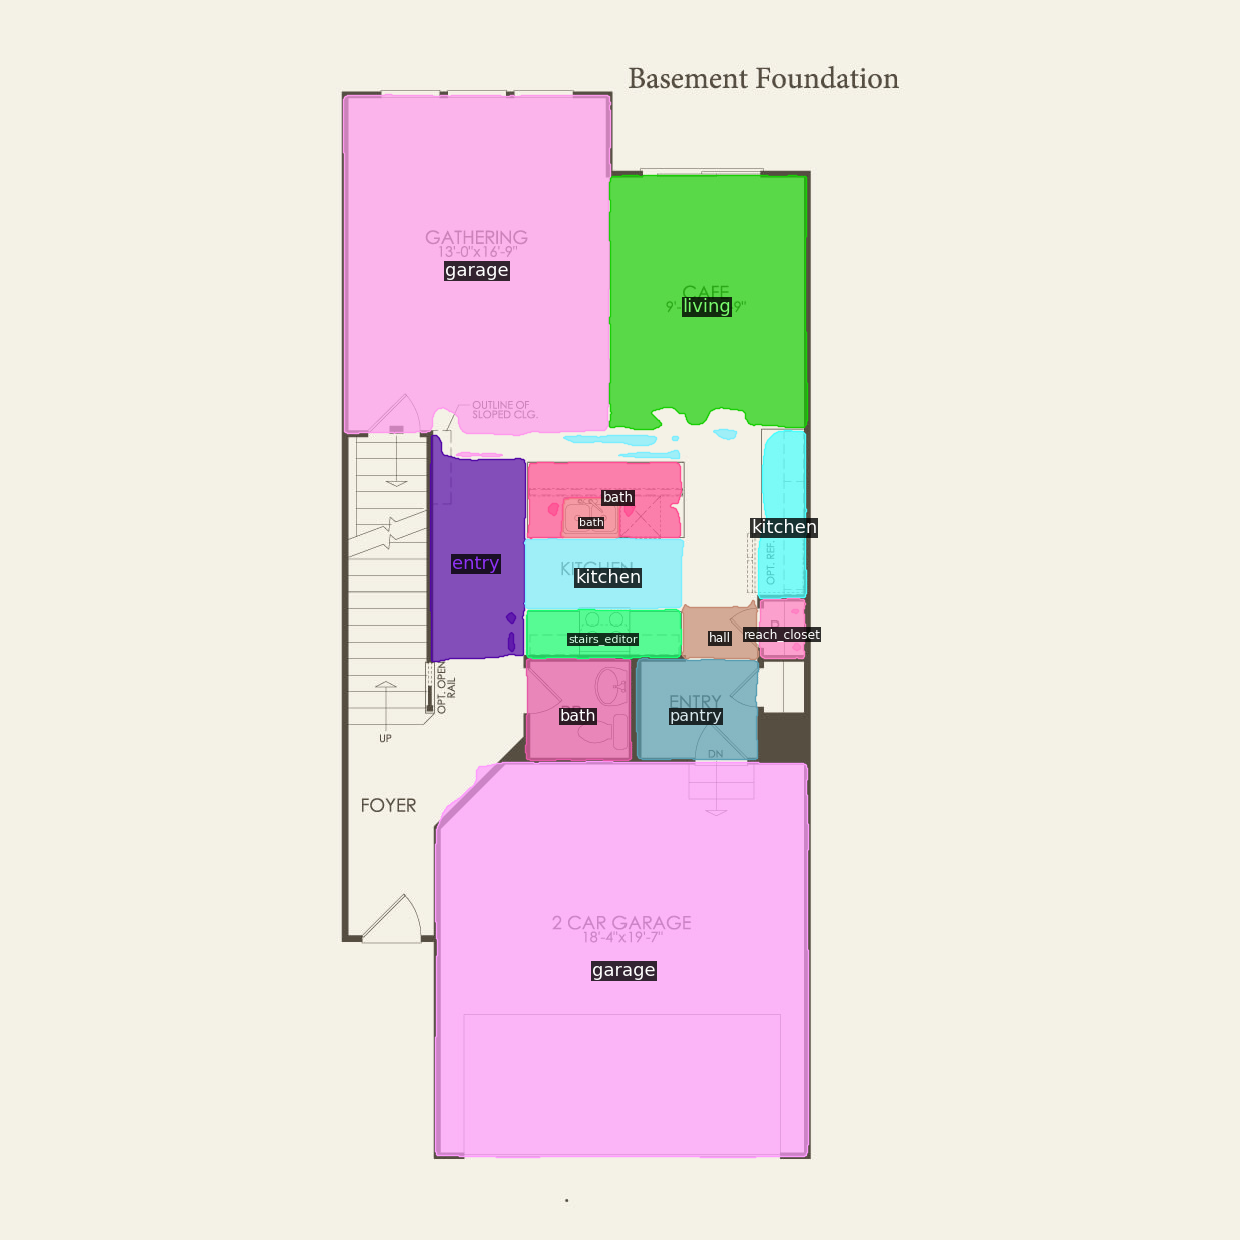 Basement Foundation
GATHERING
13'-0"x16'-9"
garage
CAFE
living
OUTLINE OF
SLOPED CLG.
bath
bath
kitchen
entry
KITCHEN
kitchen
OPT. REF.
stairs_editor
hall
reach_closet
OPT. OPEN
RAIL
bath
ENTRY
pantry
UP
DN
FOYER
2 CAR GARAGE
18'-4"x19'-7"
garage